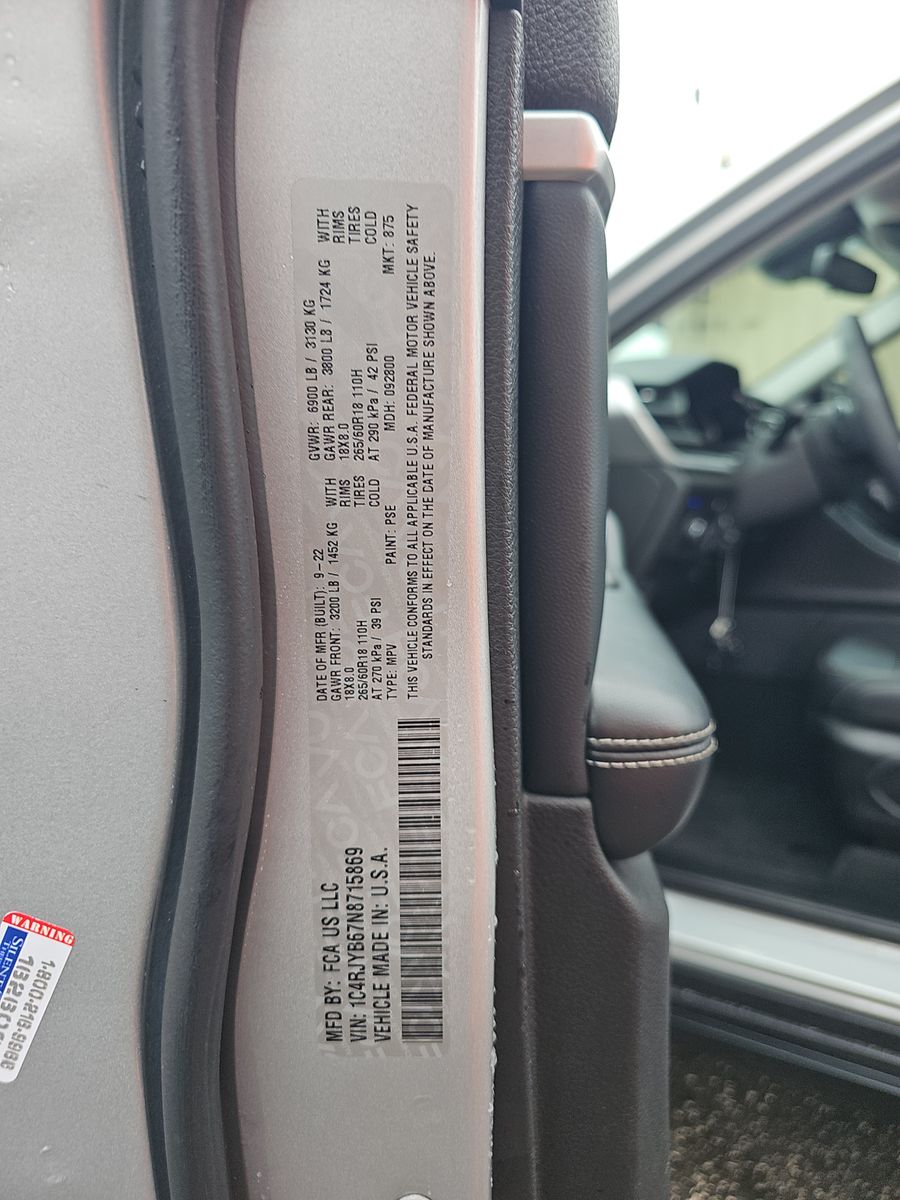 MFD BY: FCA US LLC
VIN: 1C4RJYB67N8715869
VEHICLE MADE IN: U.S.A.
DATE OF MFR (BUILT): 9-22 GVWR: 6900 LB / 3130 KG
GAWR FRONT: 3200 LB / 1452 KG WITH GAWR REAR: 3800 LB / 1724 KG WITH
18X8.0 RIMS 18X8.0 RIMS
265/60R18 110H TIRES 265/60R18 110H TIRES
AT 270 kPa / 39 PSI COLD AT 290 kPa / 42 PSI COLD
TYPE: MPV PAINT: PSE MDH: 092800 MKT: 875
THIS VEHICLE CONFORMS TO ALL APPLICABLE U.S.A. FEDERAL MOTOR VEHICLE SAFETY
STANDARDS IN EFFECT ON THE DATE OF MANUFACTURE SHOWN ABOVE.
WARNING
1-800-219-9986